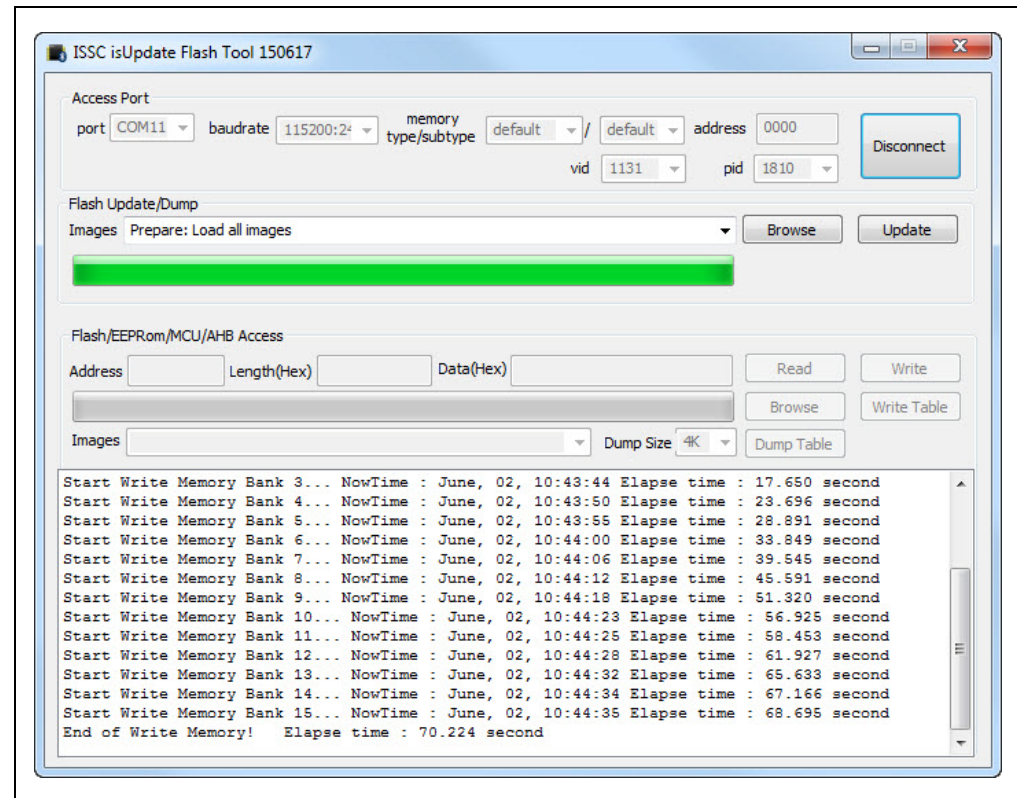 ISSC isUpdate Flash Tool 150617
Access Port
port COM11 baudrate 115200:24 memory type/subtype default / default address 0000 Disconnect
vid 1131 pid 1810
Flash Update/Dump
Images Prepare: Load all images Browse Update
Flash/EEPRom/MCU/AHB Access
Address Length(Hex) Data(Hex) Read Write
Browse Write Table
Images Dump Size 4K Dump Table
Start Write Memory Bank 3... NowTime : June, 02, 10:43:44 Elapse time : 17.650 second
Start Write Memory Bank 4... NowTime : June, 02, 10:43:50 Elapse time : 23.696 second
Start Write Memory Bank 5... NowTime : June, 02, 10:43:55 Elapse time : 28.891 second
Start Write Memory Bank 6... NowTime : June, 02, 10:44:00 Elapse time : 33.849 second
Start Write Memory Bank 7... NowTime : June, 02, 10:44:06 Elapse time : 39.545 second
Start Write Memory Bank 8... NowTime : June, 02, 10:44:12 Elapse time : 45.591 second
Start Write Memory Bank 9... NowTime : June, 02, 10:44:18 Elapse time : 51.320 second
Start Write Memory Bank 10... NowTime : June, 02, 10:44:23 Elapse time : 56.925 second
Start Write Memory Bank 11... NowTime : June, 02, 10:44:25 Elapse time : 58.453 second
Start Write Memory Bank 12... NowTime : June, 02, 10:44:28 Elapse time : 61.927 second
Start Write Memory Bank 13... NowTime : June, 02, 10:44:32 Elapse time : 65.633 second
Start Write Memory Bank 14... NowTime : June, 02, 10:44:34 Elapse time : 67.166 second
Start Write Memory Bank 15... NowTime : June, 02, 10:44:35 Elapse time : 68.695 second
End of Write Memory! Elapse time : 70.224 second